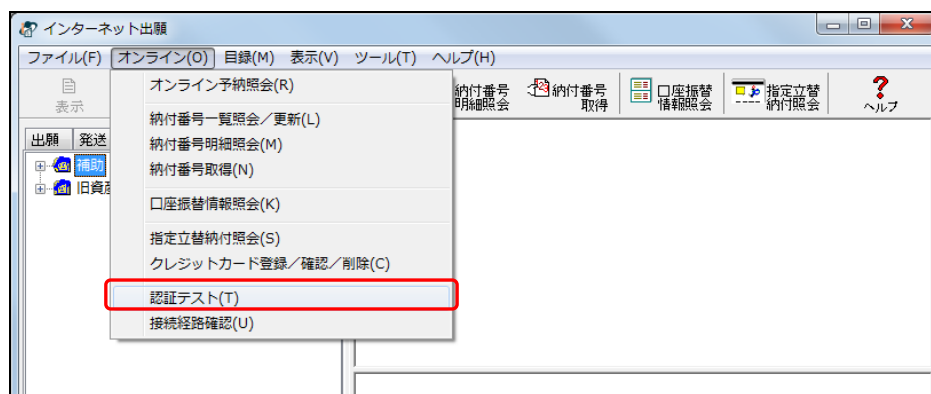 インターネット出願
ファイル(F) オンライン(O) 目録(M) 表示(V) ツール(T) ヘルプ(H)
表示 納付番号明細照会 納付番号取得 口座振替情報照会 指定立替納付照会 ヘルプ
出願 発送
補助
旧資産
オンライン予納照会(R)
納付番号一覧照会／更新(L)
納付番号明細照会(M)
納付番号取得(N)
口座振替情報照会(K)
指定立替納付照会(S)
クレジットカード登録／確認／削除(C)
認証テスト(T)
接続経路確認(U)